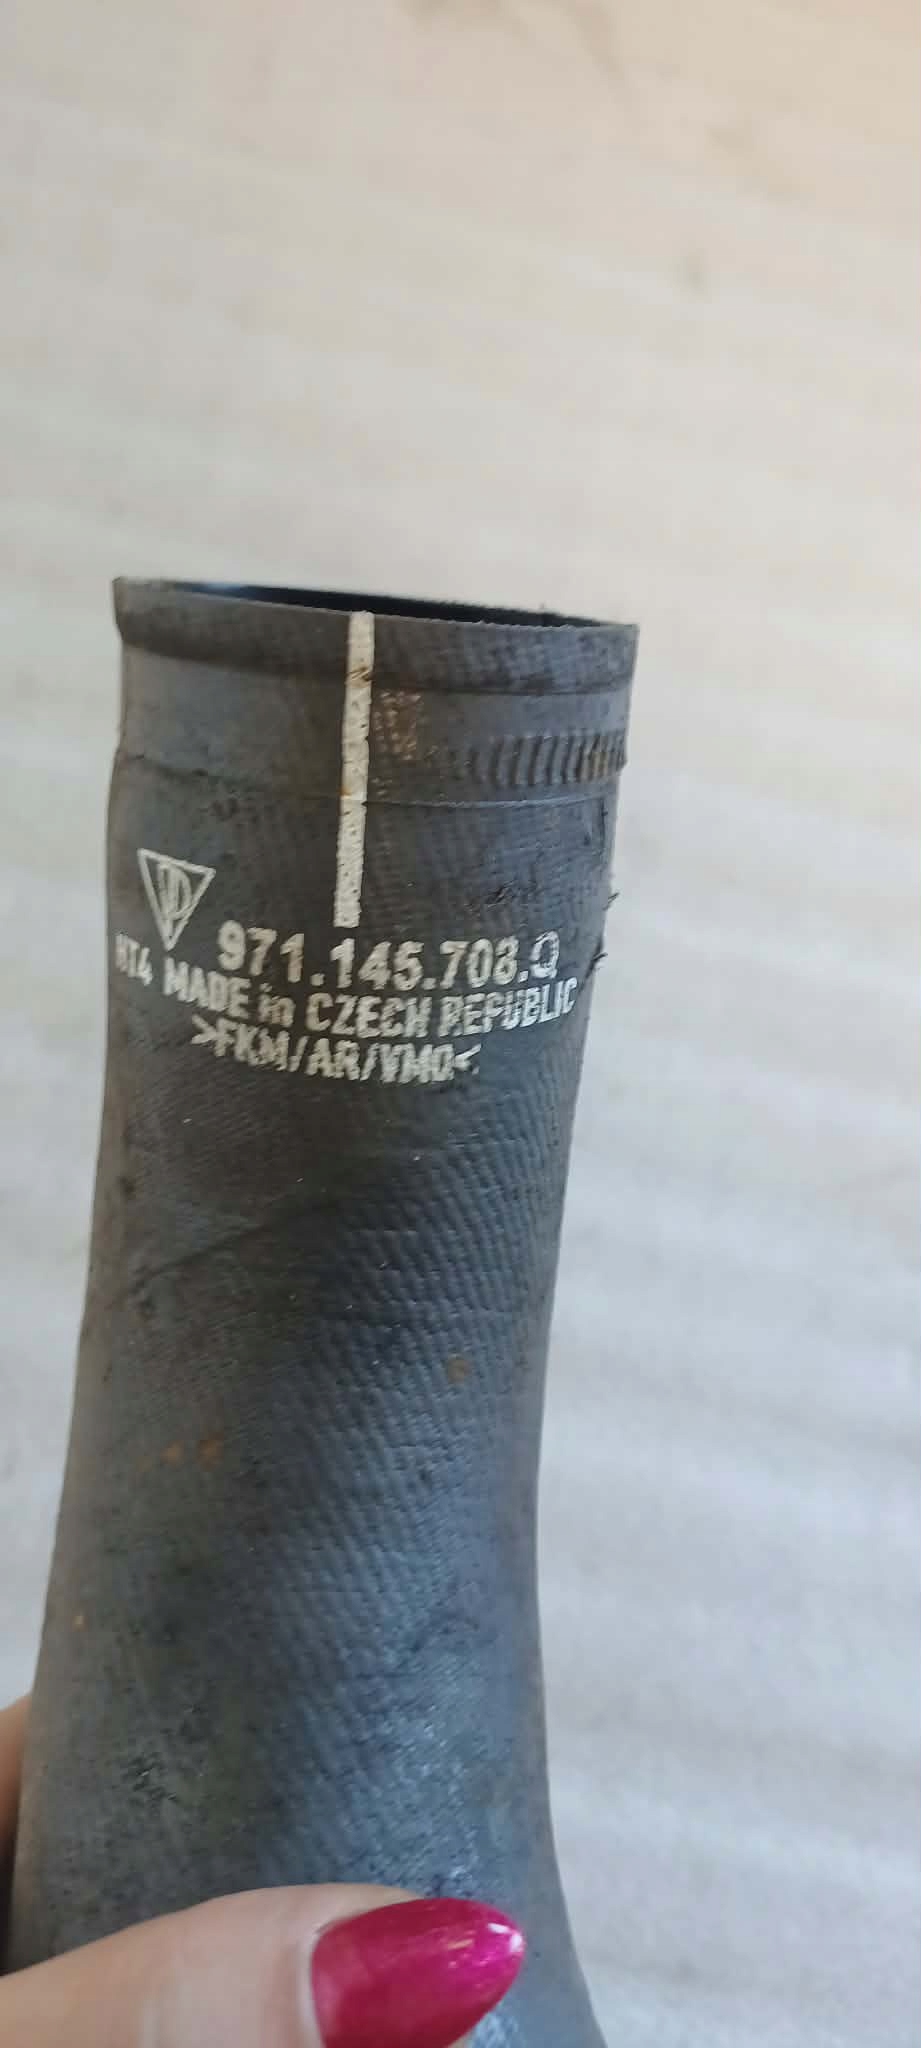 971.145.708.Q
HT4 MADE in CZECH REPUBLIC
>FKM/AR/VMQ<